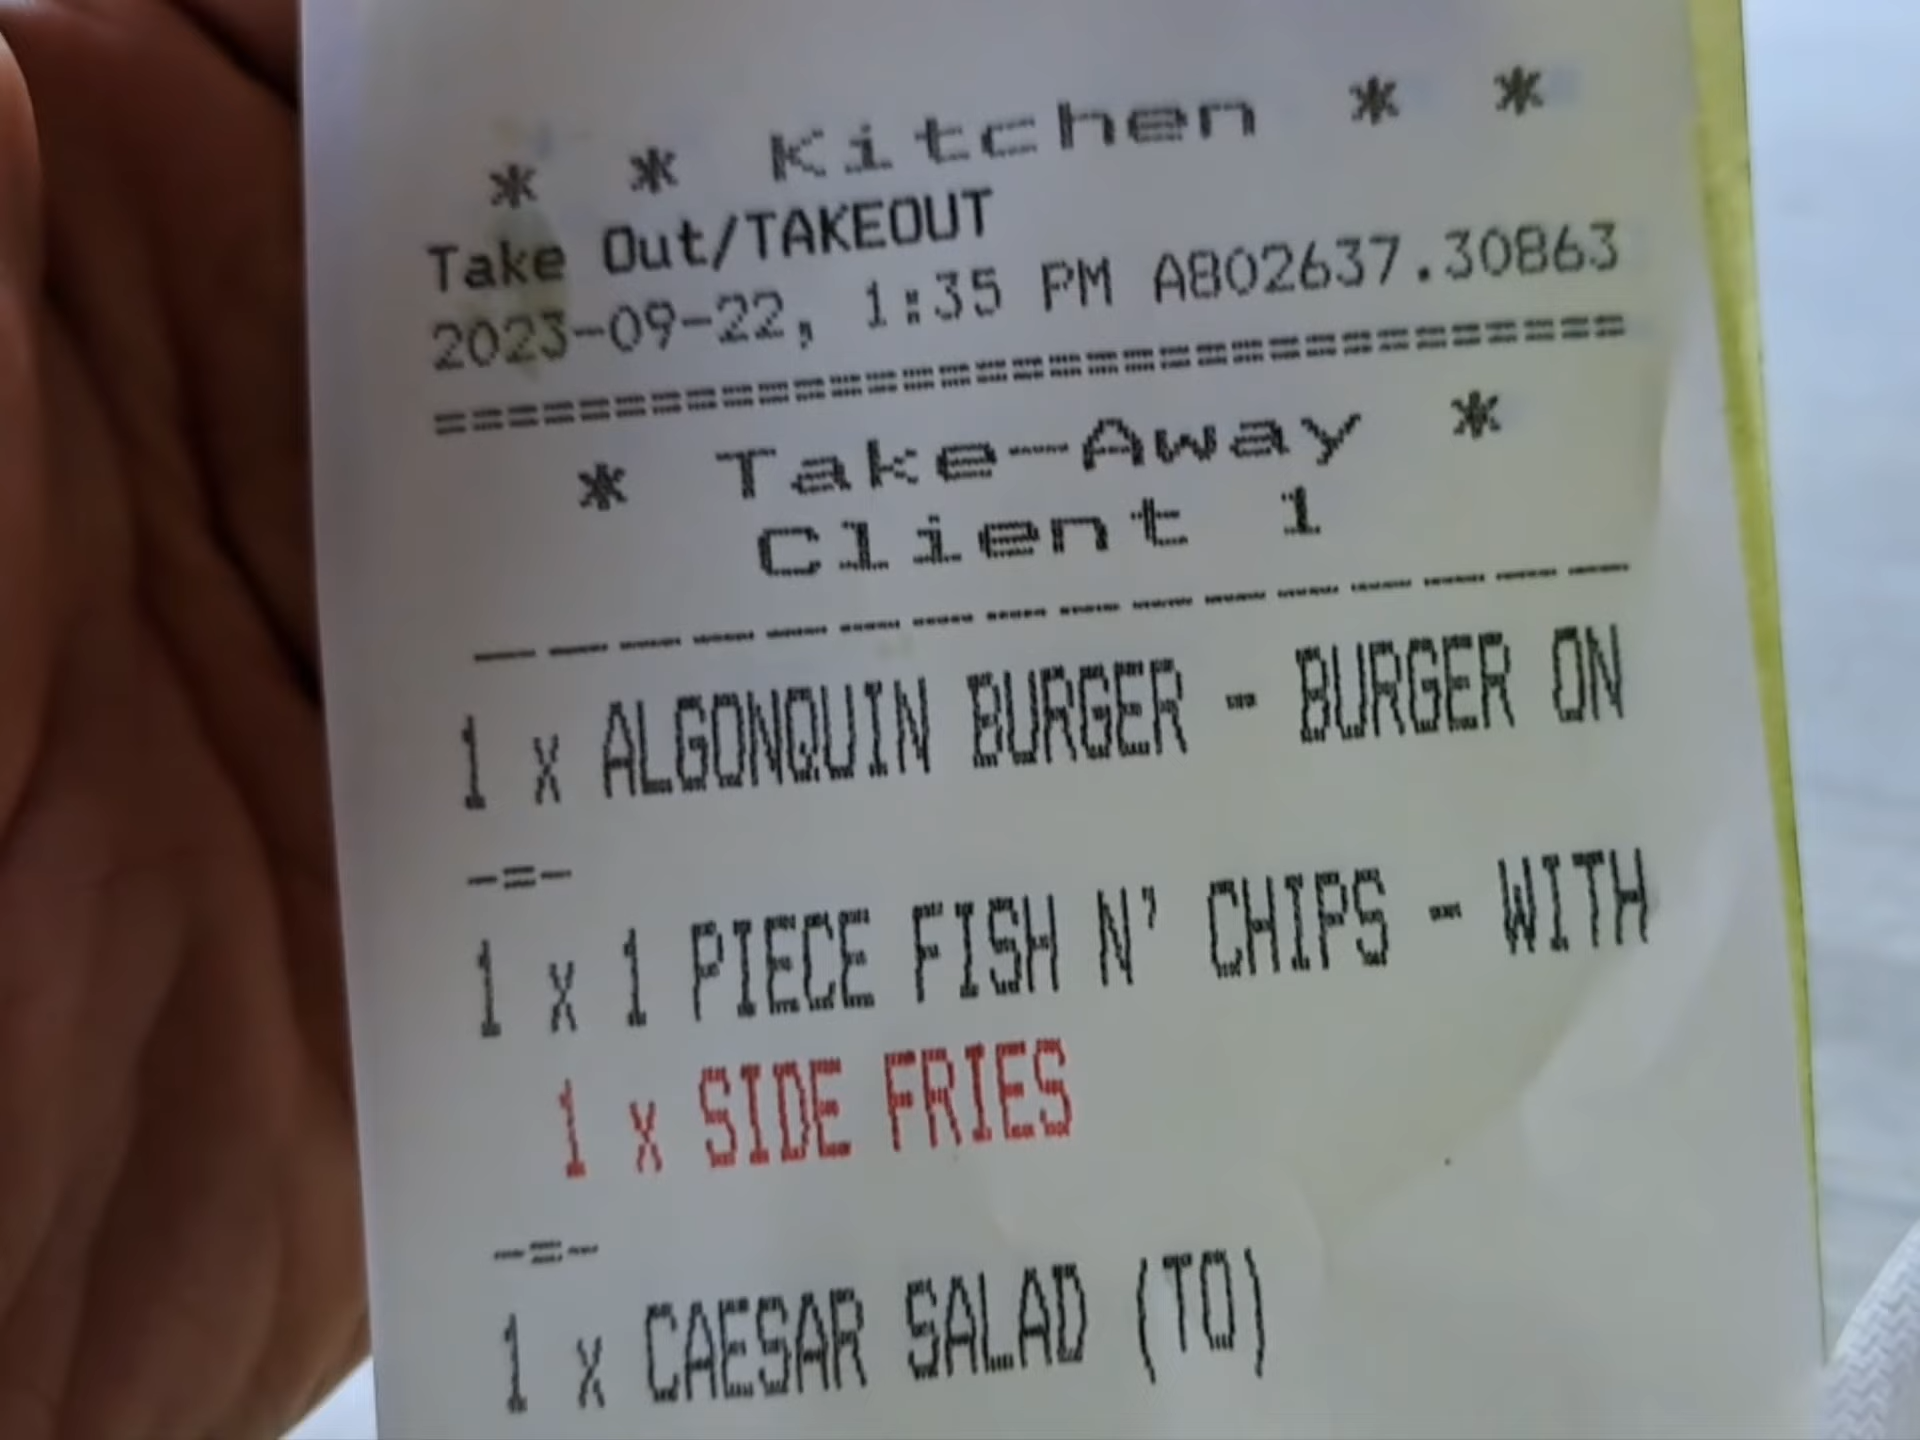 * * Kitchen * *
Take Out/TAKEOUT
2023-09-22, 1:35 PM AB02637.30863
=================================
* Take-Away *
Client 1
----------------
1 x ALGONQUIN BURGER - BURGER ON
-=-
1 x 1 PIECE FISH N' CHIPS - WITH
1 x SIDE FRIES
-=-
1 x CAESAR SALAD (TO)